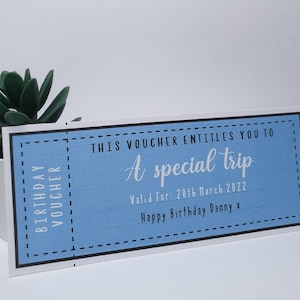 BIRTHDAY
VOUCHER
THIS VOUCHER ENTITLES YOU TO
A special trip
Valid For: 28th March 2022
Happy Birthday Danny x